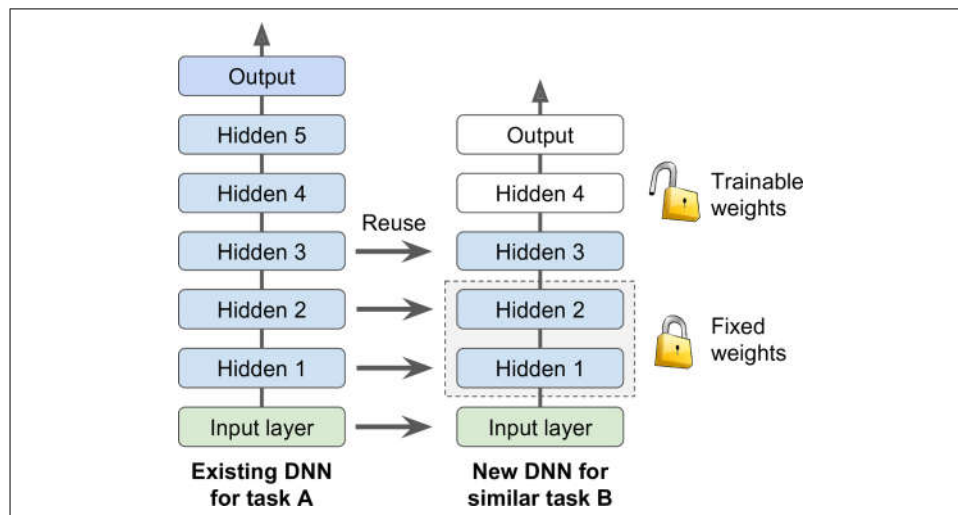 Output
Hidden 5
Hidden 4
Hidden 3
Hidden 2
Hidden 1
Input layer
Existing DNN
for task A
Reuse
Output
Hidden 4
Hidden 3
Hidden 2
Hidden 1
Input layer
New DNN for
similar task B
Trainable
weights
Fixed
weights